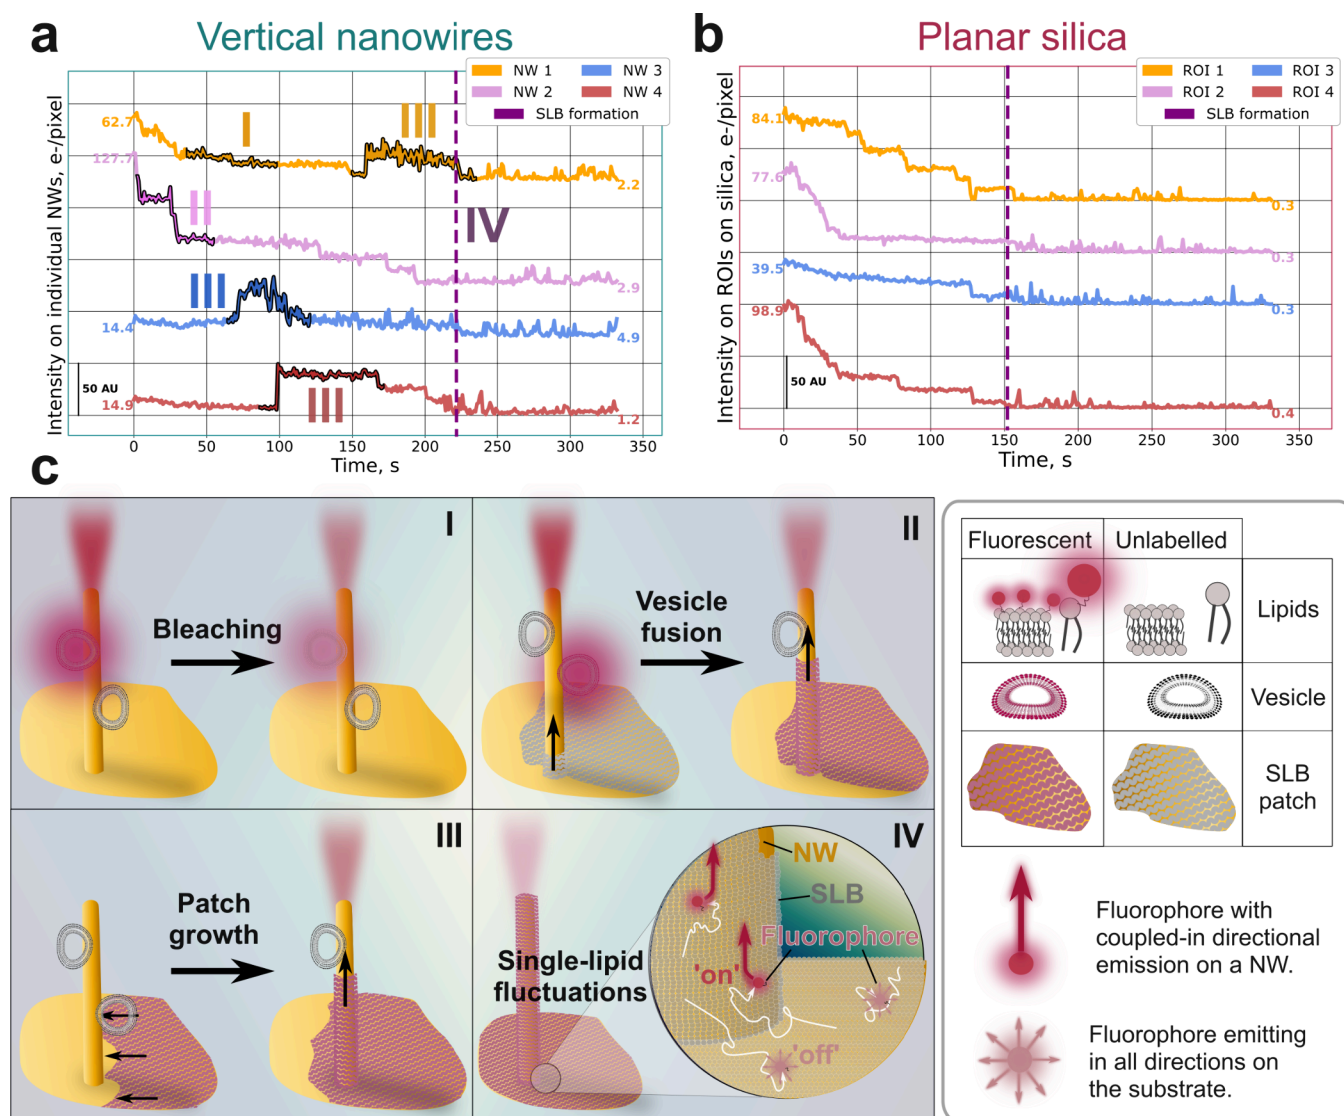 a
Vertical nanowires
NW 1
NW 3
NW 2
NW 4
SLB formation
Intensity on individual NWs, e-/pixel
62.7
127.7
14.4
14.9
I
II
III
III
III
IV
2.2
2.9
4.9
1.2
50 AU
0
50
100
150
200
250
300
350
Time, s
b
Planar silica
ROI 1
ROI 3
ROI 2
ROI 4
SLB formation
Intensity on ROIs on silica, e-/pixel
84.1
77.6
39.5
98.9
0.3
0.3
0.3
0.4
50 AU
0
50
100
150
200
250
300
350
Time, s
c
I
Bleaching
II
Vesicle
fusion
III
Patch
growth
IV
Single-lipid
fluctuations
NW
SLB
Fluorophore
'on'
'off'
Fluorescent
Unlabelled
Lipids
Vesicle
SLB
patch
Fluorophore with
coupled-in directional
emission on a NW.
Fluorophore emitting
in all directions on
the substrate.